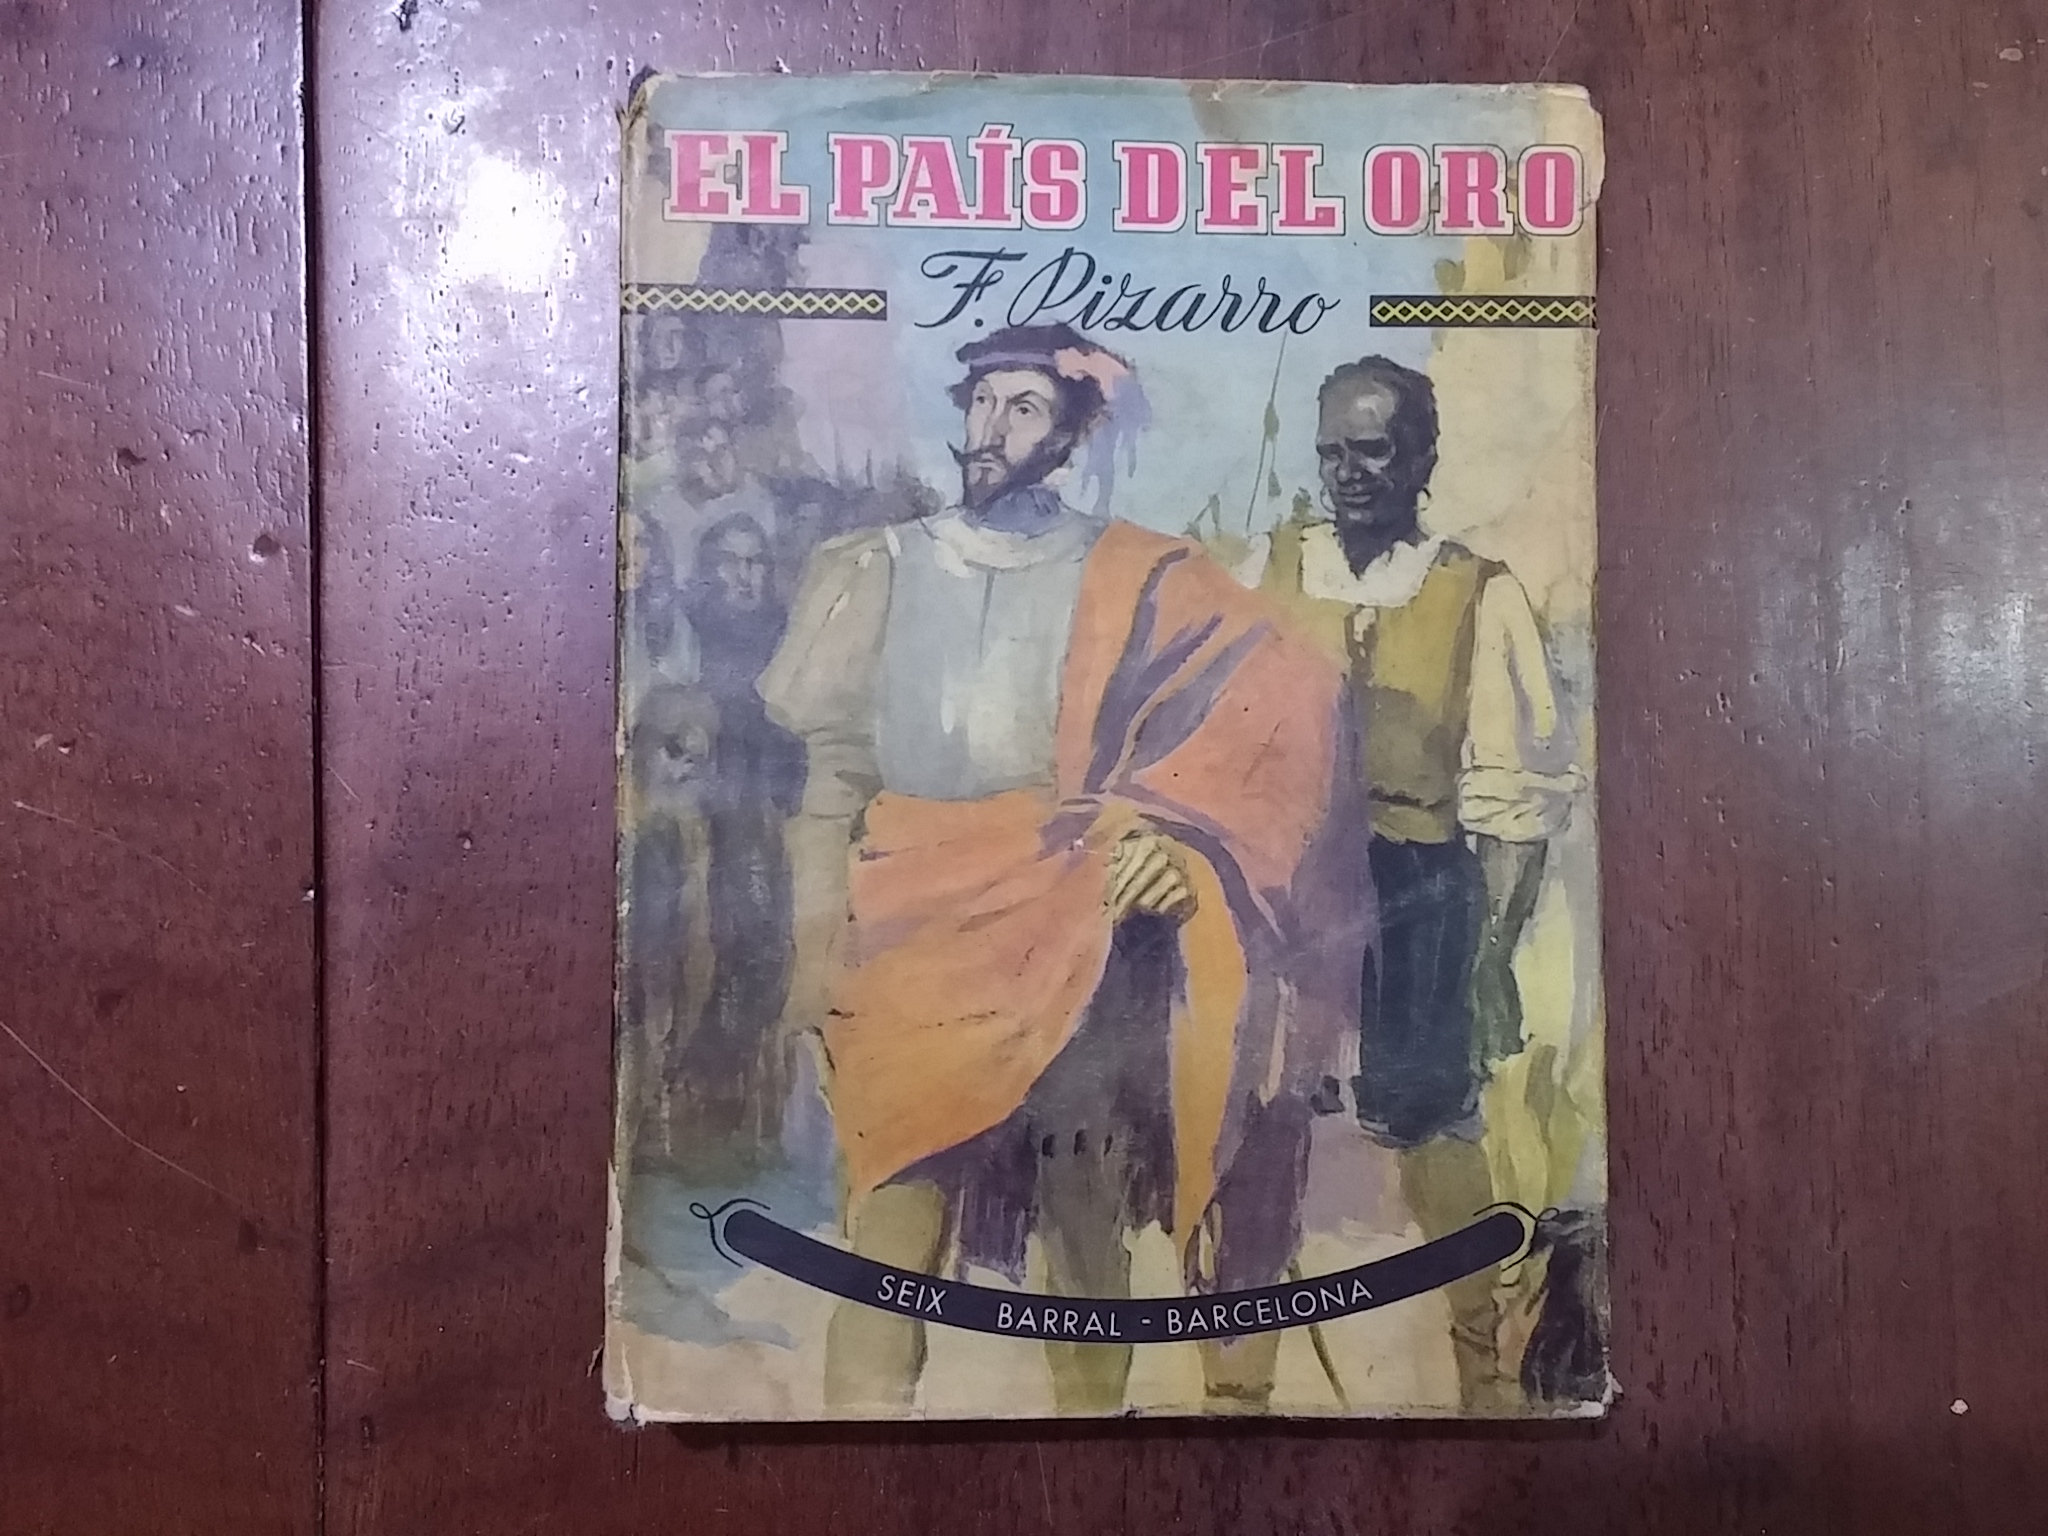 EL PAÍS DEL ORO
F. Pizarro
SEIX BARRAL - BARCELONA